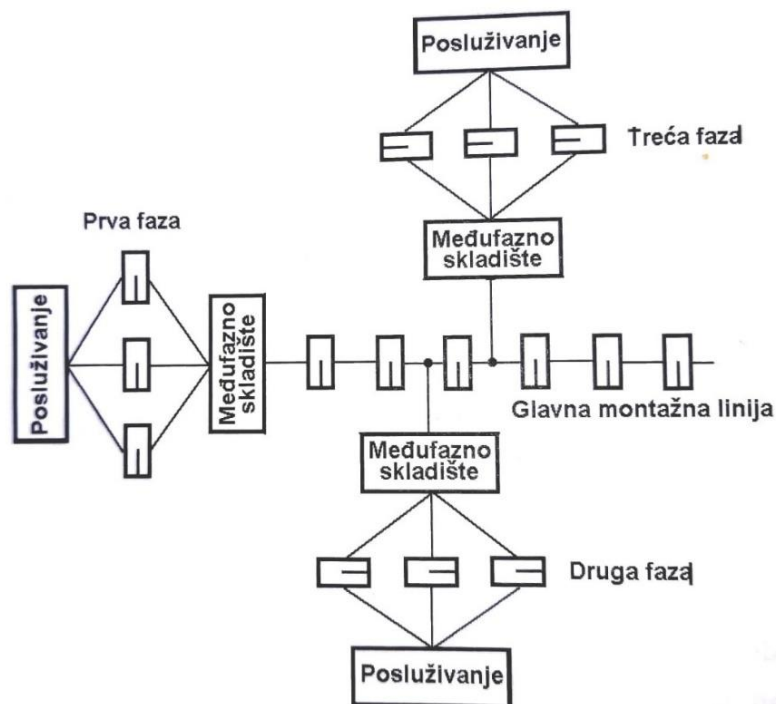 Posluživanje
Treća faza
Prva faza
Međufazno
skladište
Posluživanje
Međufazno
skladište
Glavna montažna linija
Međufazno
skladište
Druga faza
Posluživanje